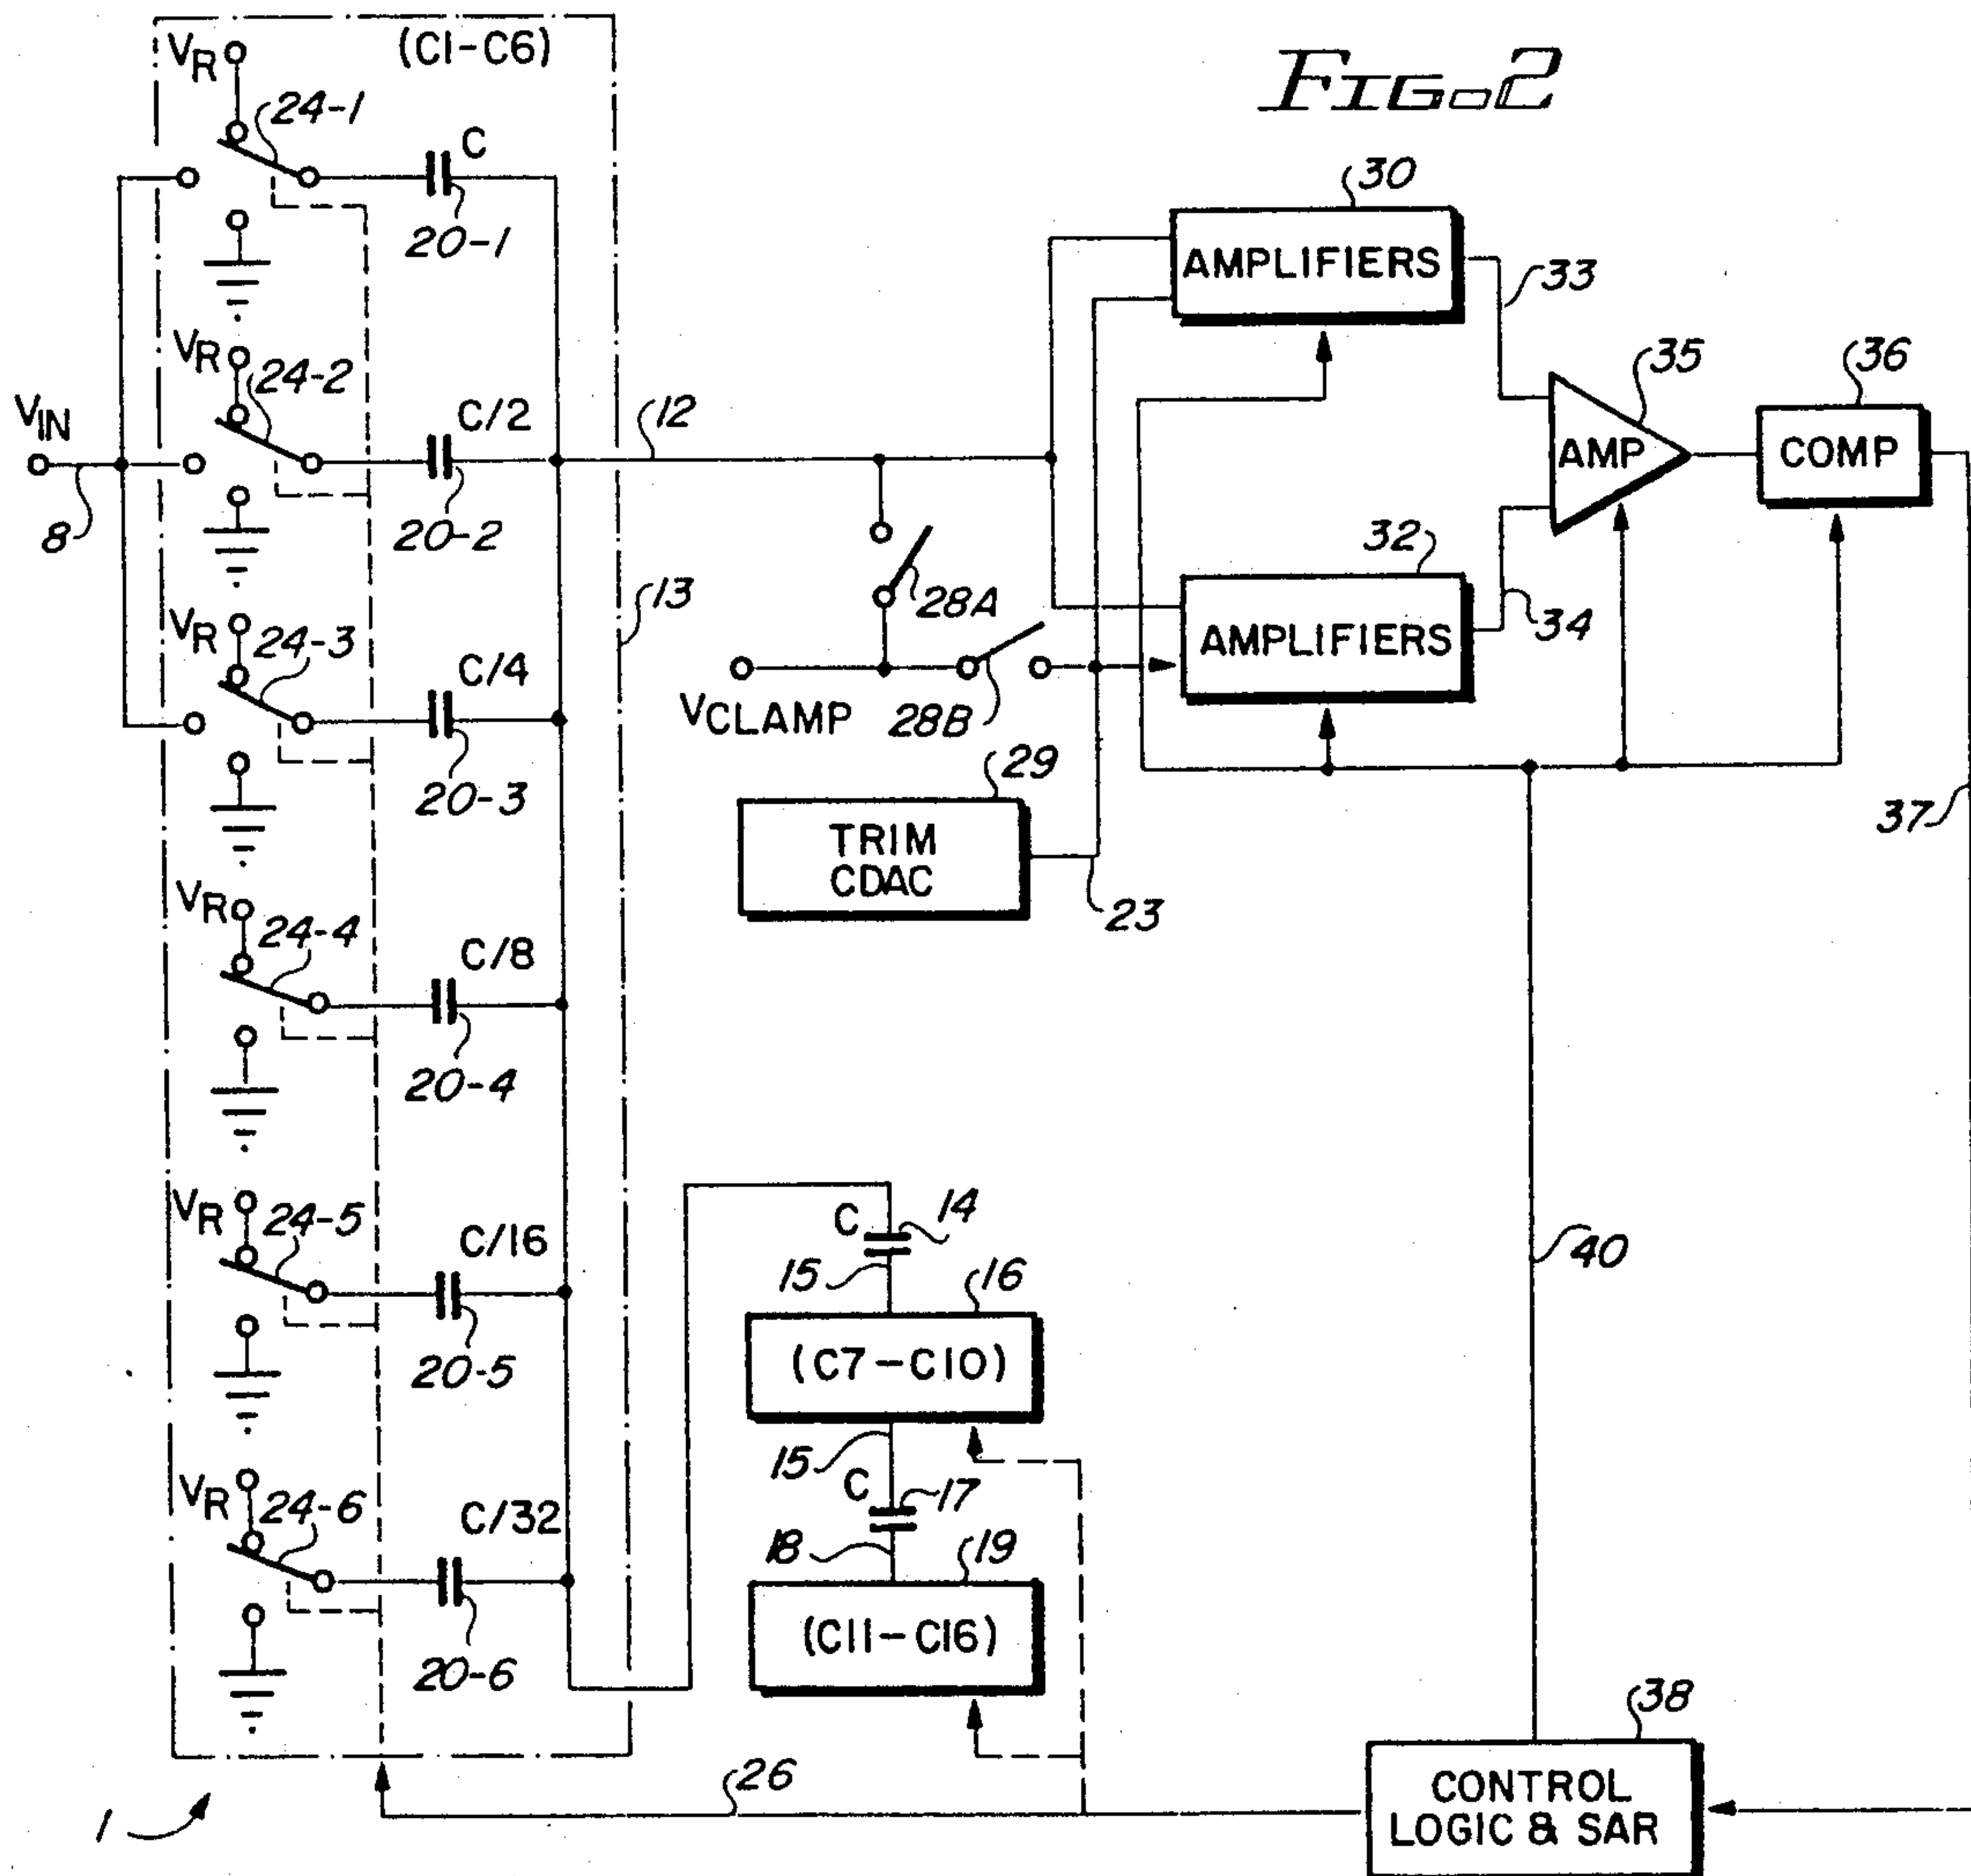 FIG. 2
(C1-C6)
VR
24-1
C
20-1
VR
24-2
C/2
20-2
VIN
8
VR
24-3
C/4
20-3
VR
24-4
C/8
20-4
VR
24-5
C/16
20-5
VR
24-6
C/32
20-6
12
13
28A
VCLAMP
28B
29
TRIM
CDAC
23
30
AMPLIFIERS
33
32
AMPLIFIERS
34
35
AMP
36
COMP
37
C
14
15
16
(C7-C10)
15
C
17
18
19
(C11-C16)
40
26
38
CONTROL
LOGIC & SAR
1